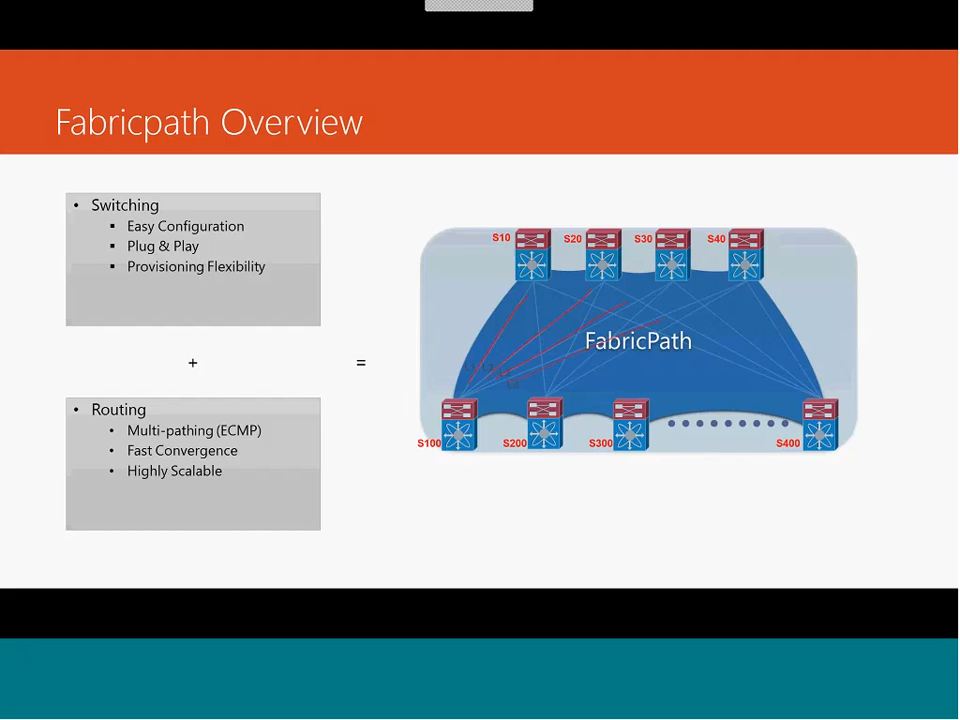 Fabricpath Overview
• Switching
▪ Easy Configuration
▪ Plug & Play
▪ Provisioning Flexibility
+
=
• Routing
• Multi-pathing (ECMP)
• Fast Convergence
• Highly Scalable
S10 S20 S30 S40
FabricPath
S100 S200 S300 S400